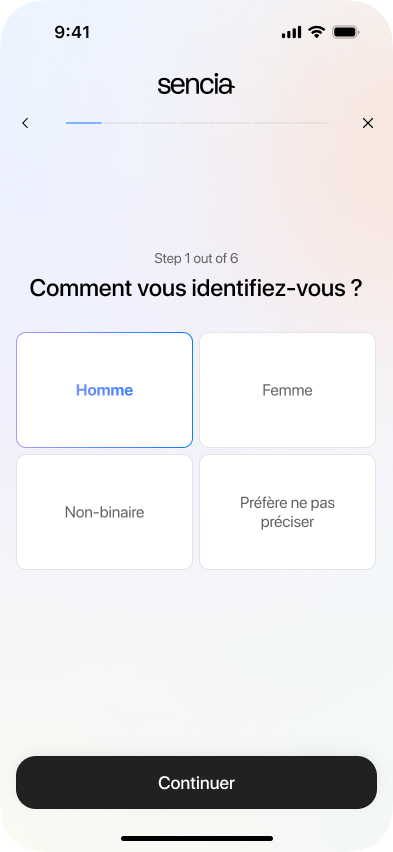 9:41
sencia
Step 1 out of 6
Comment vous identifiez-vous ?
Homme
Femme
Non-binaire
Préfère ne pas
préciser
Continuer